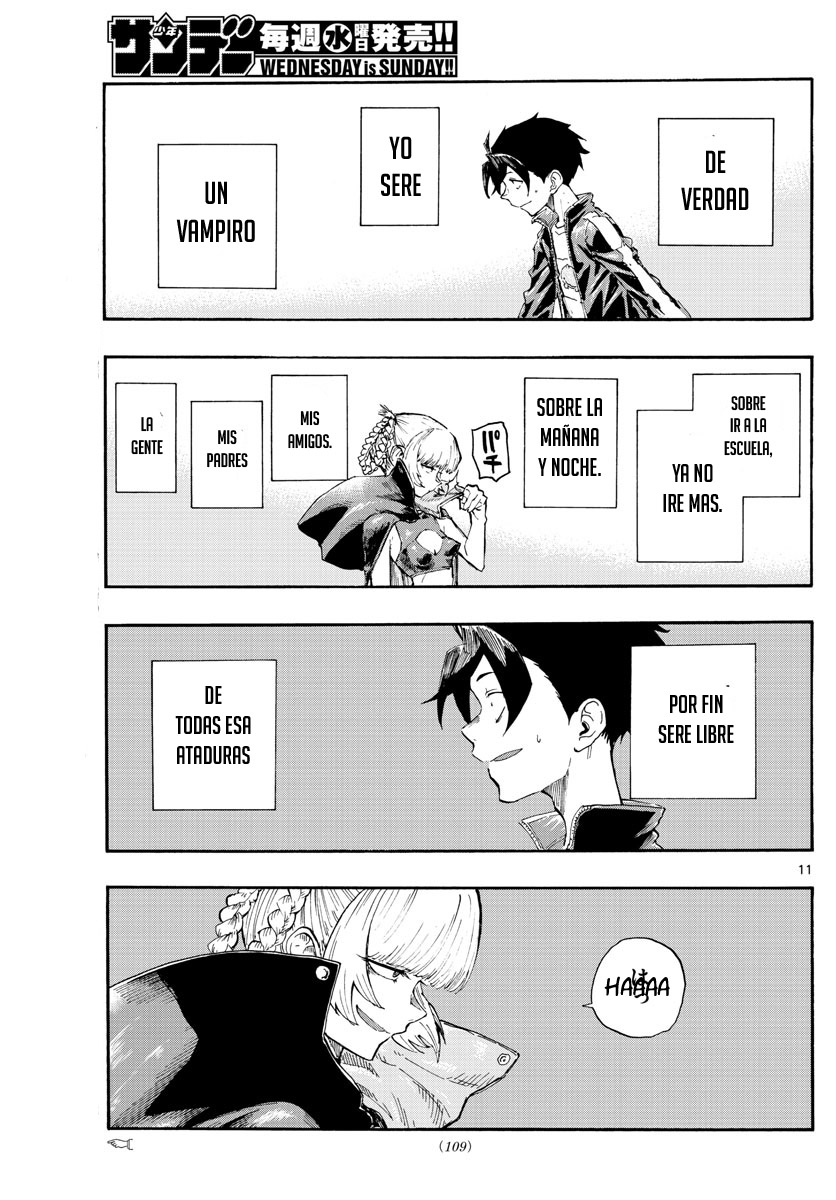 少年
サンデー 毎週水曜日発売!!
WEDNESDAY is SUNDAY!!
DE
VERDAD
YO
SERE
UN
VAMPIRO
SOBRE
IR A LA
ESCUELA,
YA NO
IRE MAS.
SOBRE LA
MAÑANA
Y NOCHE.
MIS
AMIGOS.
MIS
PADRES
LA
GENTE
POR FIN
SERE LIBRE
DE
TODAS ESA
ATADURAS
11
HAAAA
(109)